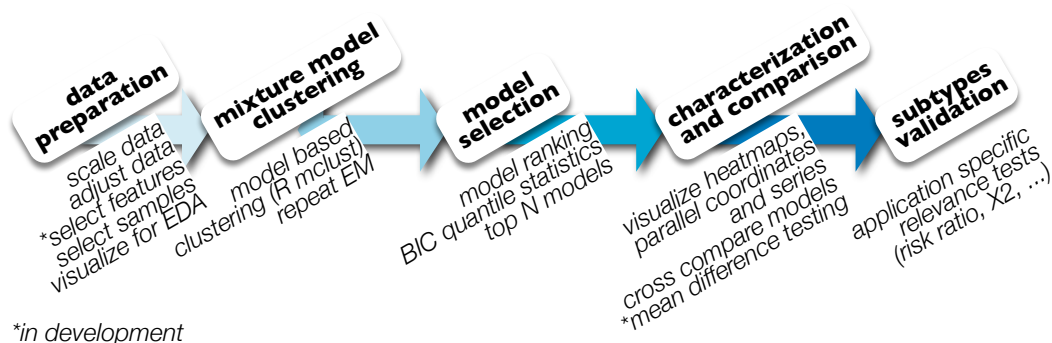 data
preparation
scale data
adjust data
*select features
select samples
visualize for EDA
mixture model
clustering
model based
clustering (R mclust)
repeat EM
model
selection
model ranking
BIC quantile statistics
top N models
characterization
and comparison
visualize heatmaps,
parallel coordinates
and series
cross compare models
*mean difference testing
subtypes
validation
application specific
relevance tests
(risk ratio, X2, ...)
*in development